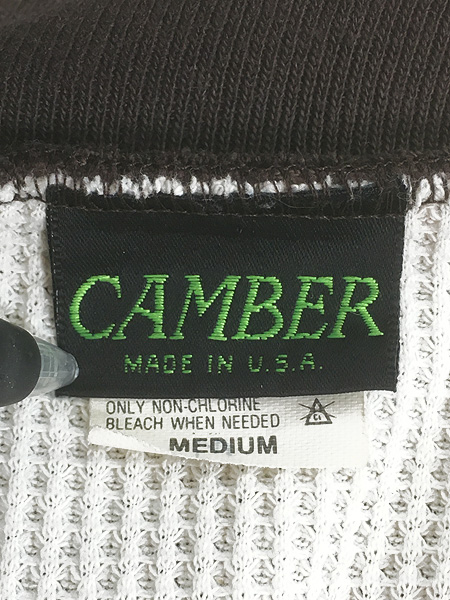 CAMBER
MADE IN U.S.A.
ONLY NON-CHLORINE
BLEACH WHEN NEEDED
MEDIUM